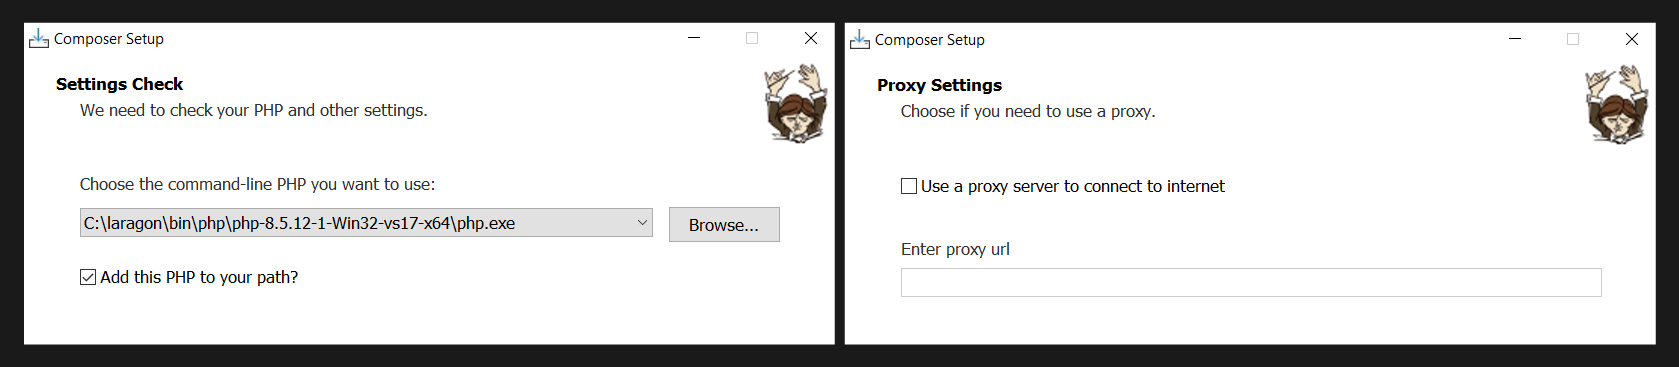 Composer Setup
Settings Check
We need to check your PHP and other settings.
Choose the command-line PHP you want to use:
C:\laragon\bin\php\php-8.5.12-1-Win32-vs17-x64\php.exe
Browse...
Add this PHP to your path?
Composer Setup
Proxy Settings
Choose if you need to use a proxy.
Use a proxy server to connect to internet
Enter proxy url